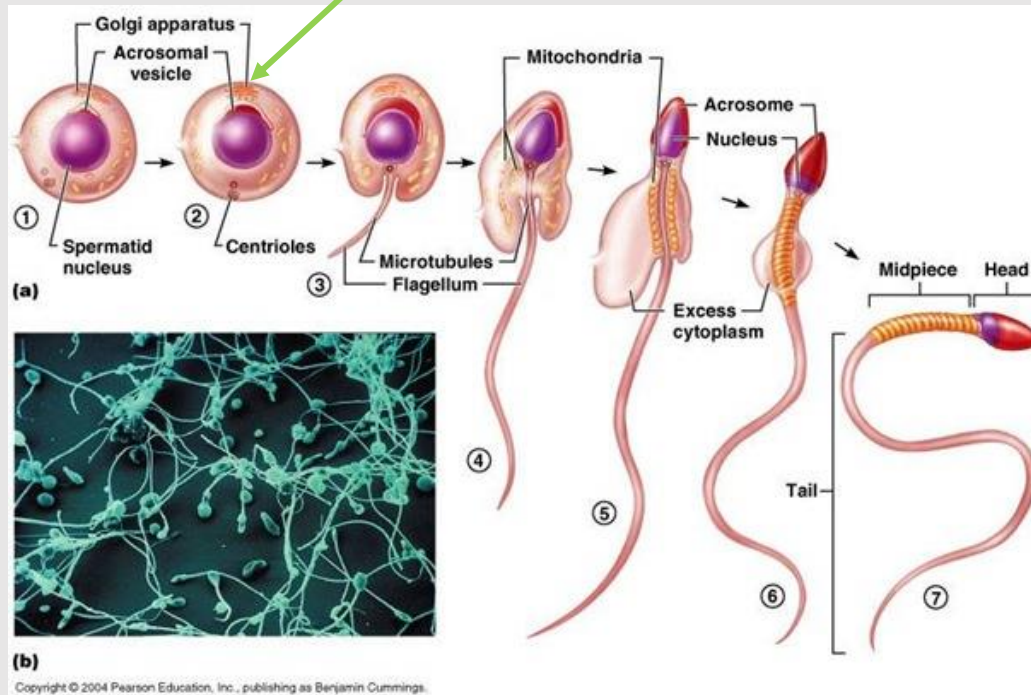 Golgi apparatus
Acrosomal
vesicle
Mitochondria
Acrosome
Nucleus
①
②
Spermatid
nucleus
Centrioles
③
Microtubules
Flagellum
(a)
Excess
cytoplasm
Midpiece
Head
④
⑤
Tail
⑥
⑦
(b)
Copyright © 2004 Pearson Education, Inc., publishing as Benjamin Cummings.